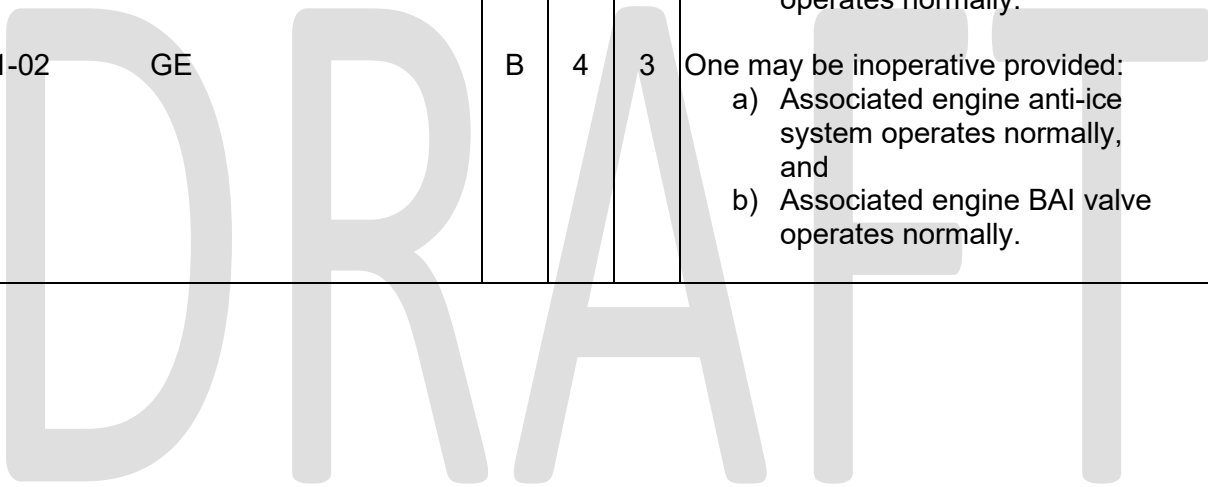 operates normally.
1-02 GE B 4 3 One may be inoperative provided:
a) Associated engine anti-ice
system operates normally,
and
b) Associated engine BAI valve
operates normally.
DRAFT